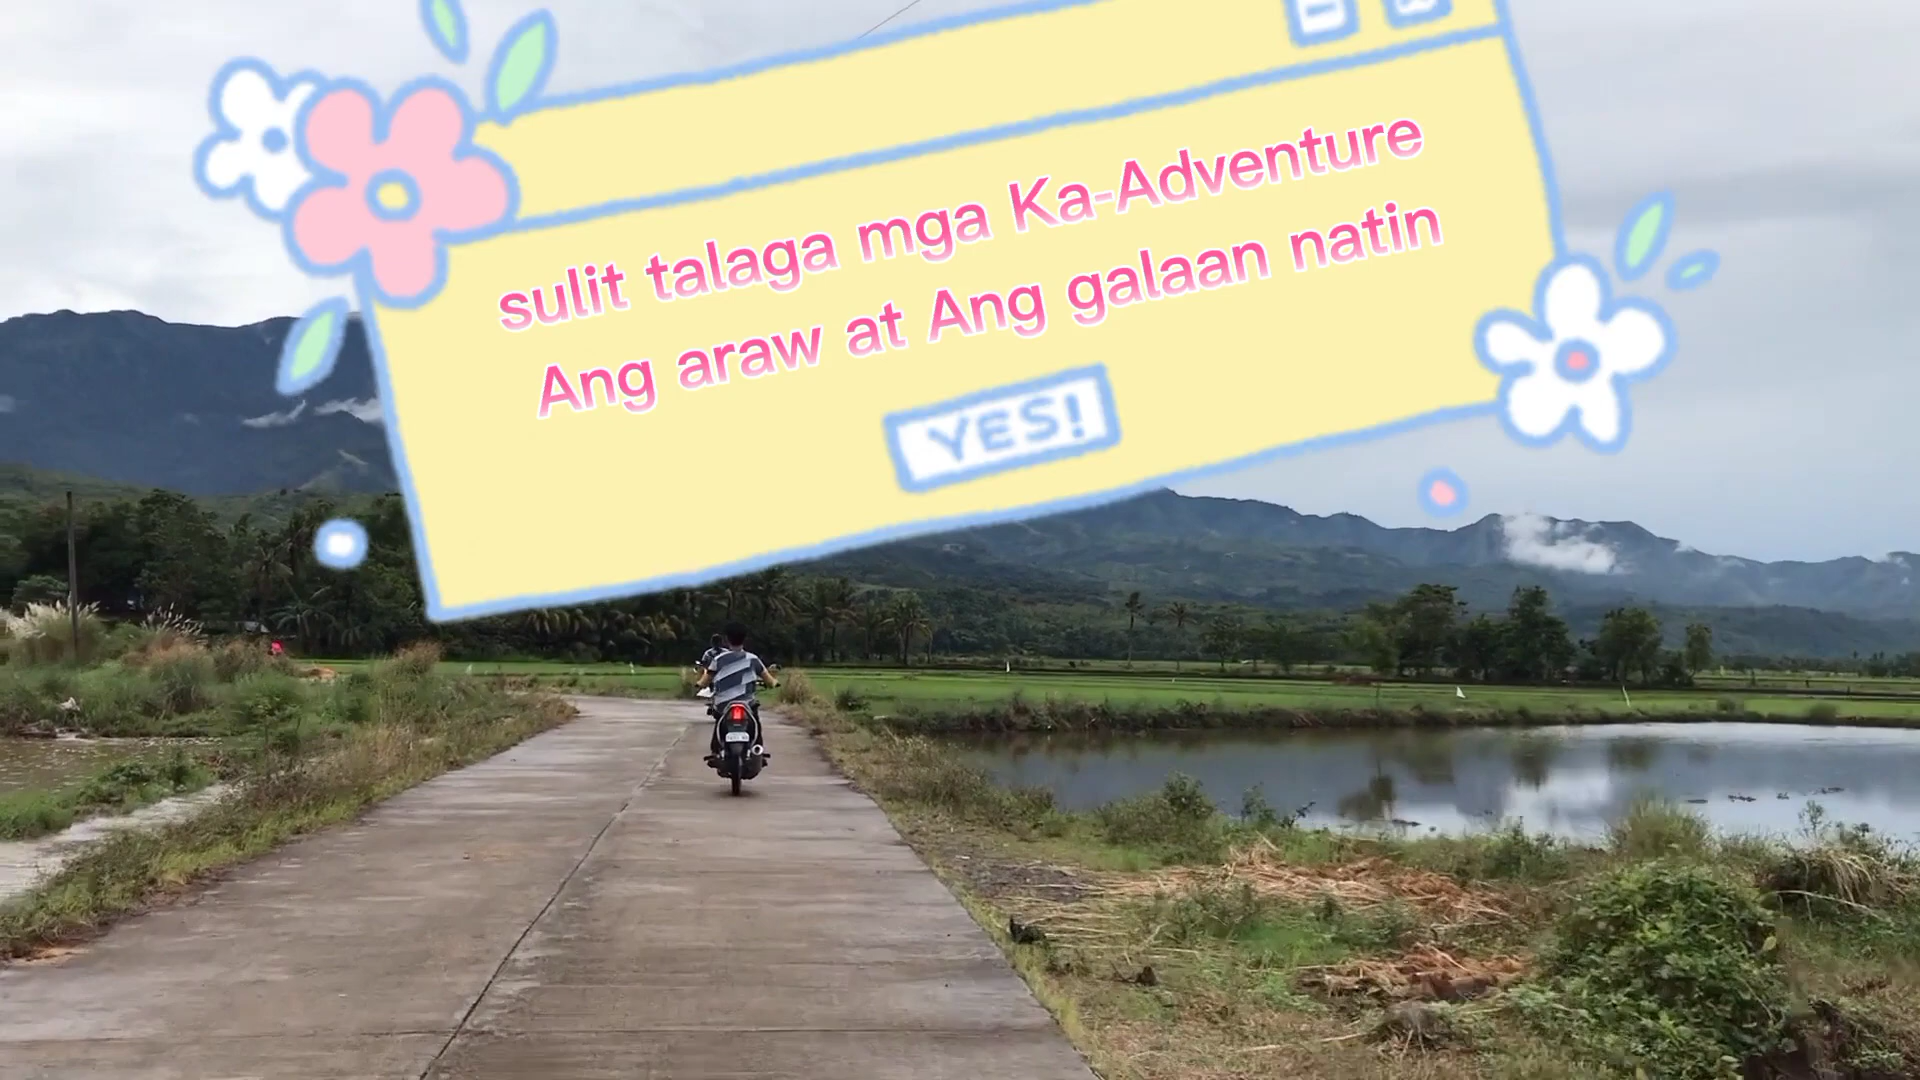 sulit talaga mga Ka-Adventure
Ang araw at Ang galaan natin
YES!